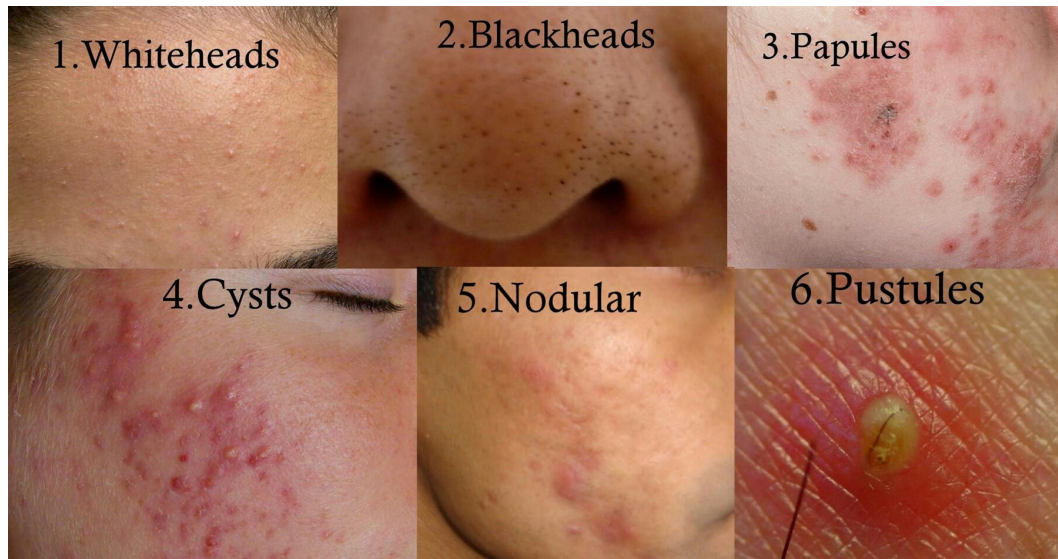 1.Whiteheads
2.Blackheads
3.Papules
4.Cysts
5.Nodular
6.Pustules